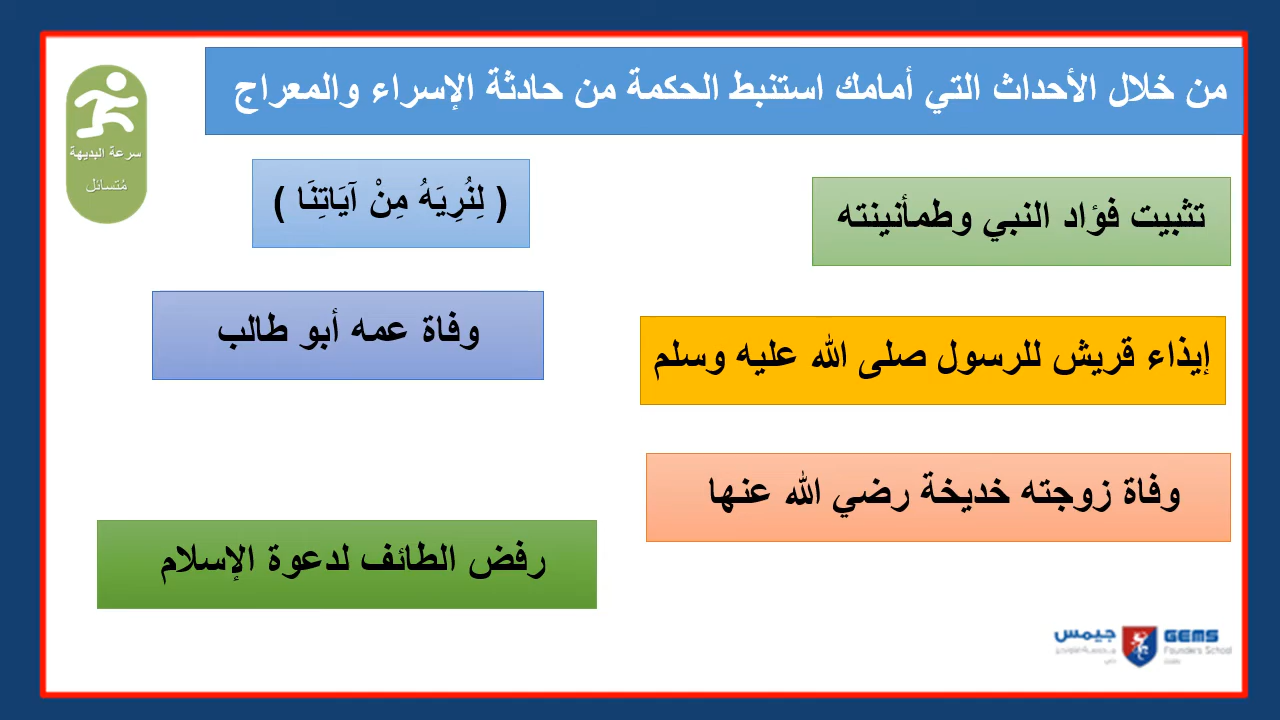 من خلال الأحداث التي أمامك استنبط الحكمة من حادثة الإسراء والمعراج
سرعة البديهة
مُتسائل
تثبيت فؤاد النبي وطمأنينته
( لِنُرِيَهُ مِنْ آيَاتِنَا )
إيذاء قريش للرسول صلى الله عليه وسلم
وفاة عمه أبو طالب
وفاة زوجته خديخة رضي الله عنها
رفض الطائف لدعوة الإسلام
جيمس
GEMS
Founders School